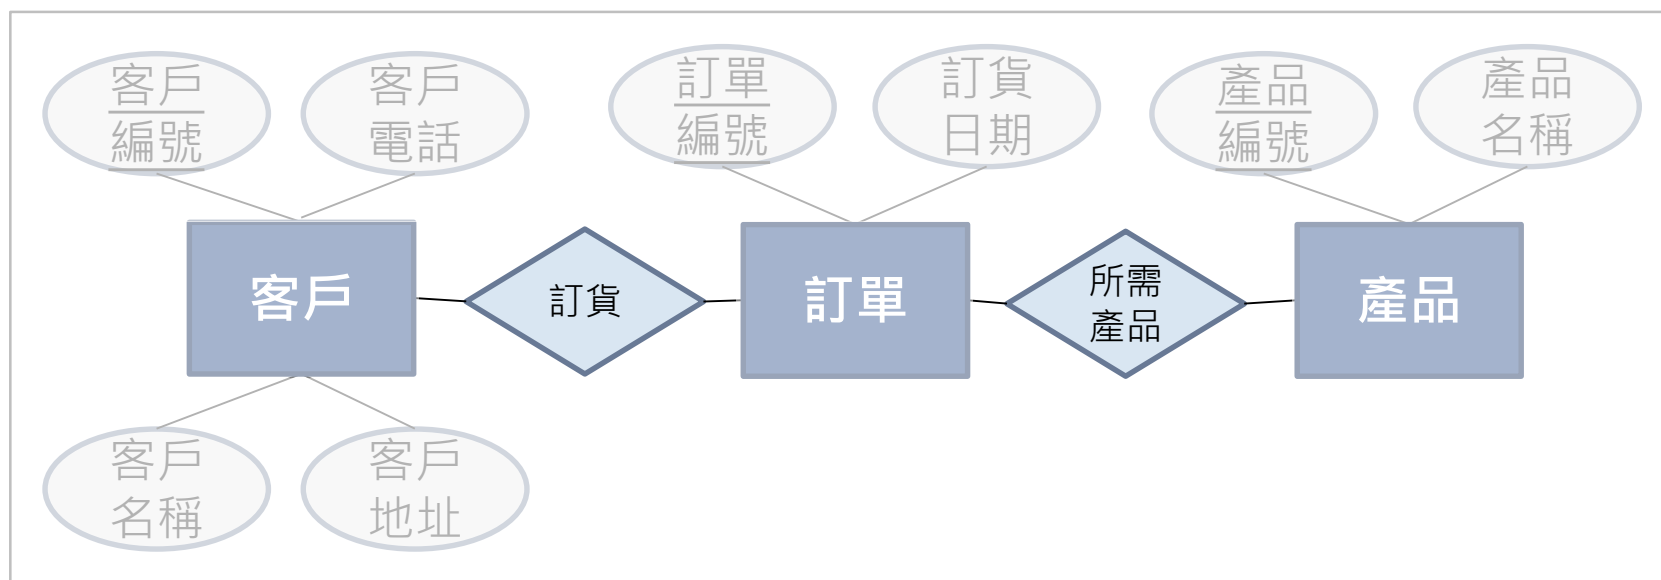 客戶
編號
客戶
電話
訂單
編號
訂貨
日期
產品
編號
產品
名稱
客戶
訂貨
訂單
所需
產品
產品
客戶
名稱
客戶
地址